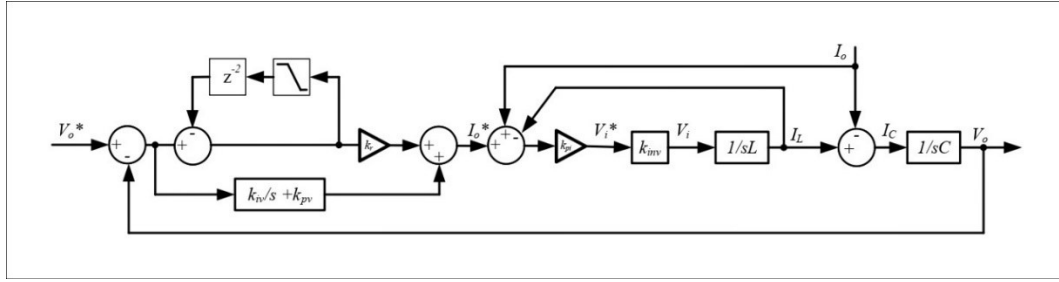 I_o
z^-2
V_o*
+
-
-
+
k_r
+
+
I_o*
+
+
-
k_pi
V_i*
k_inv
V_i
1/sL
I_L
-
+
I_C
1/sC
V_o
k_iv/s +k_pv